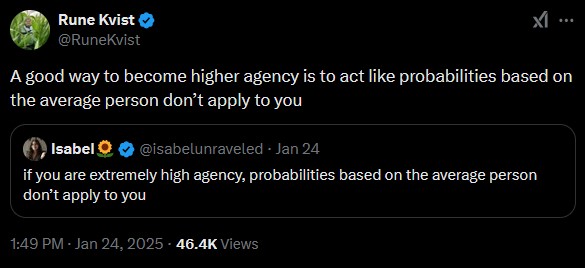 Rune Kvist
@RuneKvist
A good way to become higher agency is to act like probabilities based on
the average person don’t apply to you
Isabel🌻 @isabelunraveled · Jan 24
if you are extremely high agency, probabilities based on the average person
don’t apply to you
1:49 PM · Jan 24, 2025 · 46.4K Views